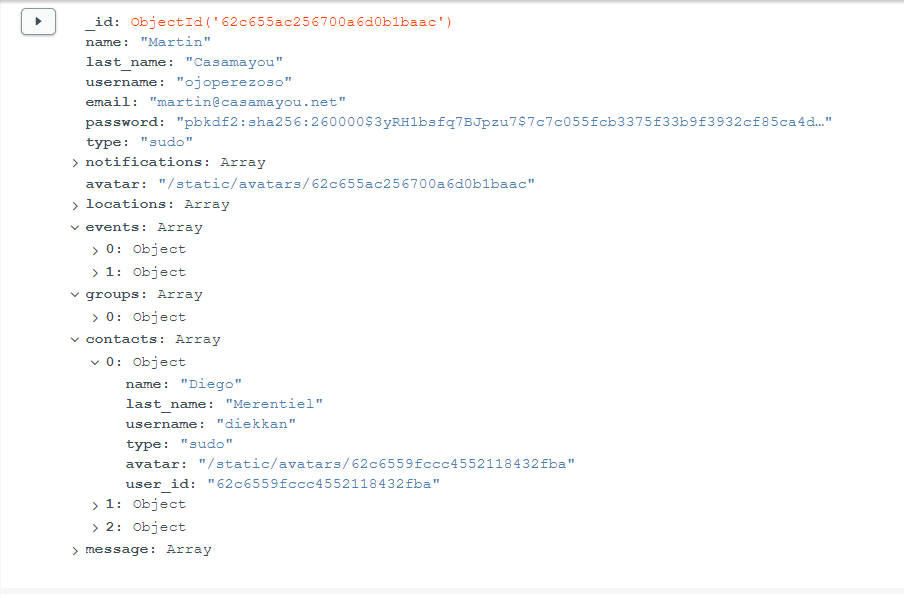 _id: ObjectId('62c655ac256700a6d0b1baac')
name: "Martin"
last_name: "Casamayou"
username: "ojoperezoso"
email: "martin@casamayou.net"
password: "pbkdf2:sha256:260000$3yRH1bsfq7BJpzu7$7c7c055fcb3375f33b9f3932cf85ca4d…"
type: "sudo"
notifications: Array
avatar: "/static/avatars/62c655ac256700a6d0b1baac"
locations: Array
events: Array
0: Object
1: Object
groups: Array
0: Object
contacts: Array
0: Object
name: "Diego"
last_name: "Merentiel"
username: "diekkan"
type: "sudo"
avatar: "/static/avatars/62c6559fccc4552118432fba"
user_id: "62c6559fccc4552118432fba"
1: Object
2: Object
message: Array